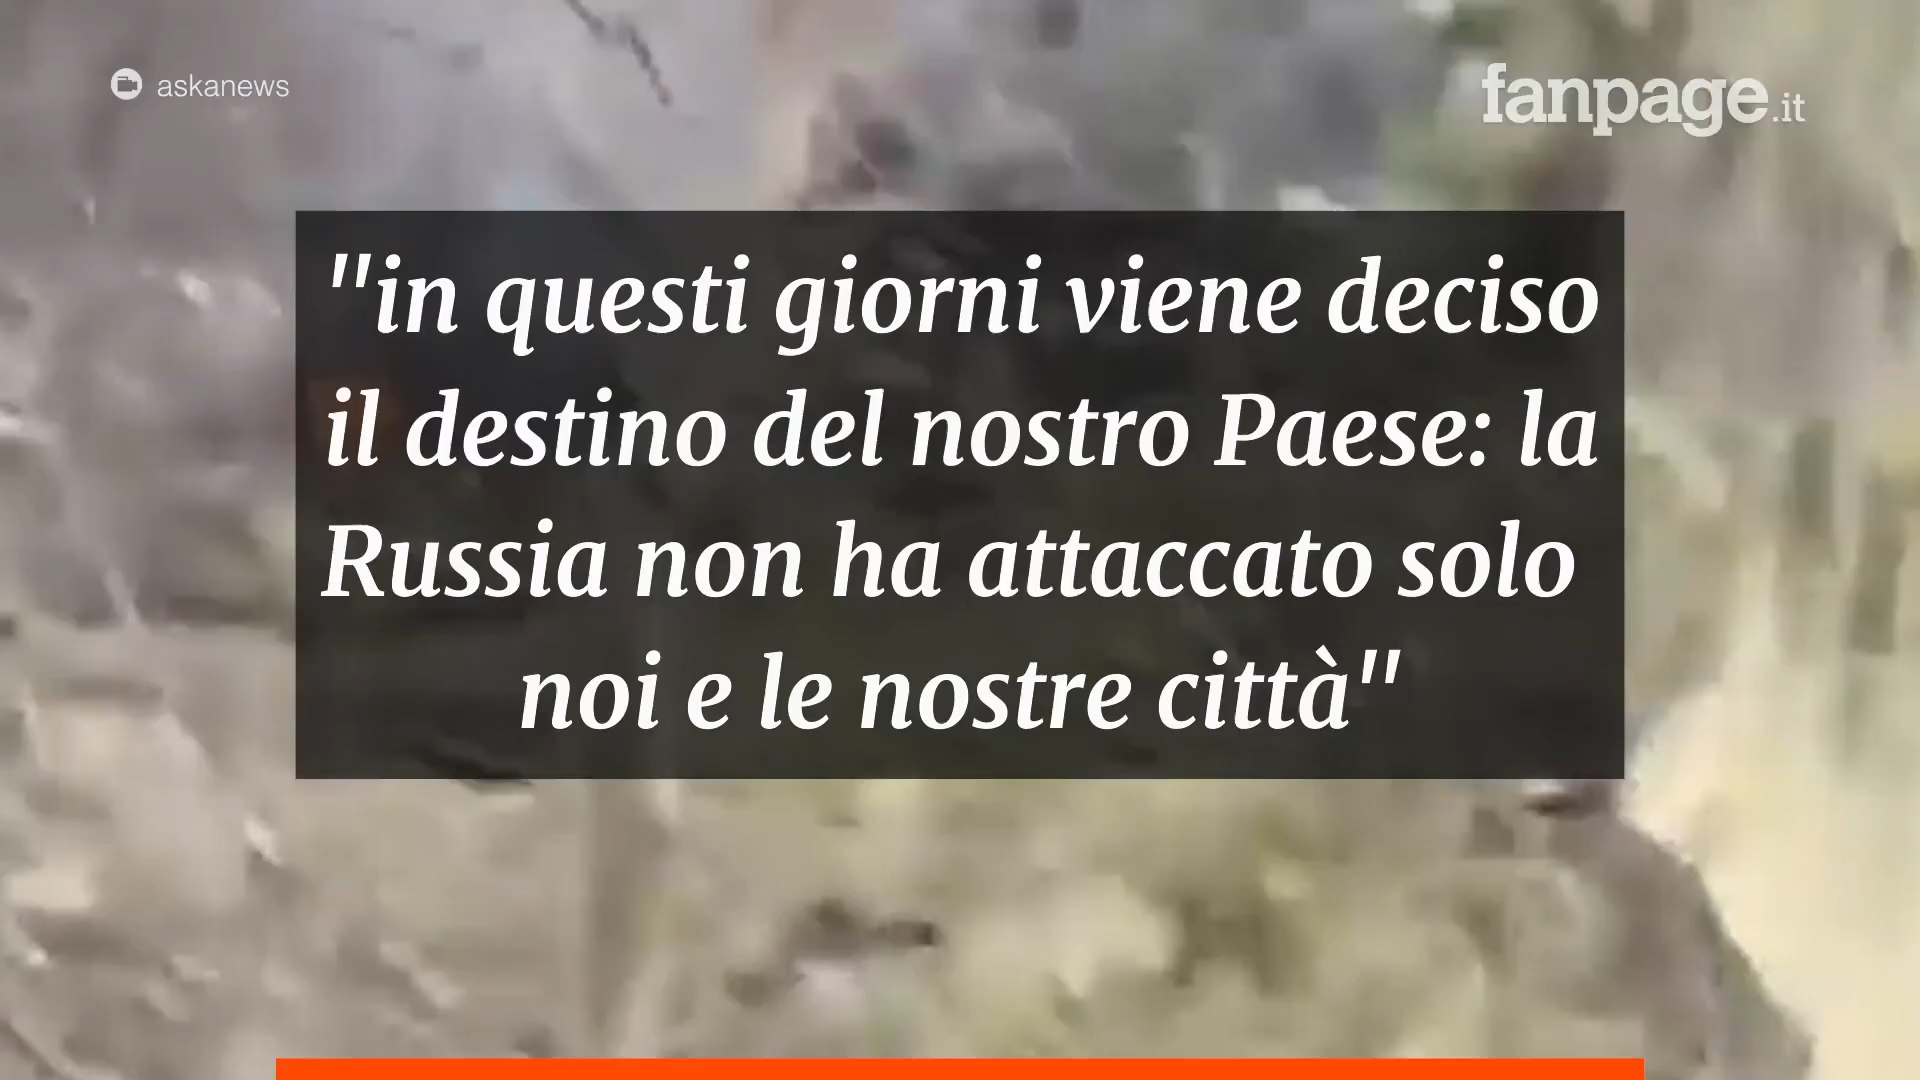 askanews
fanpage.it
"in questi giorni viene deciso
il destino del nostro Paese: la
Russia non ha attaccato solo
noi e le nostre città"